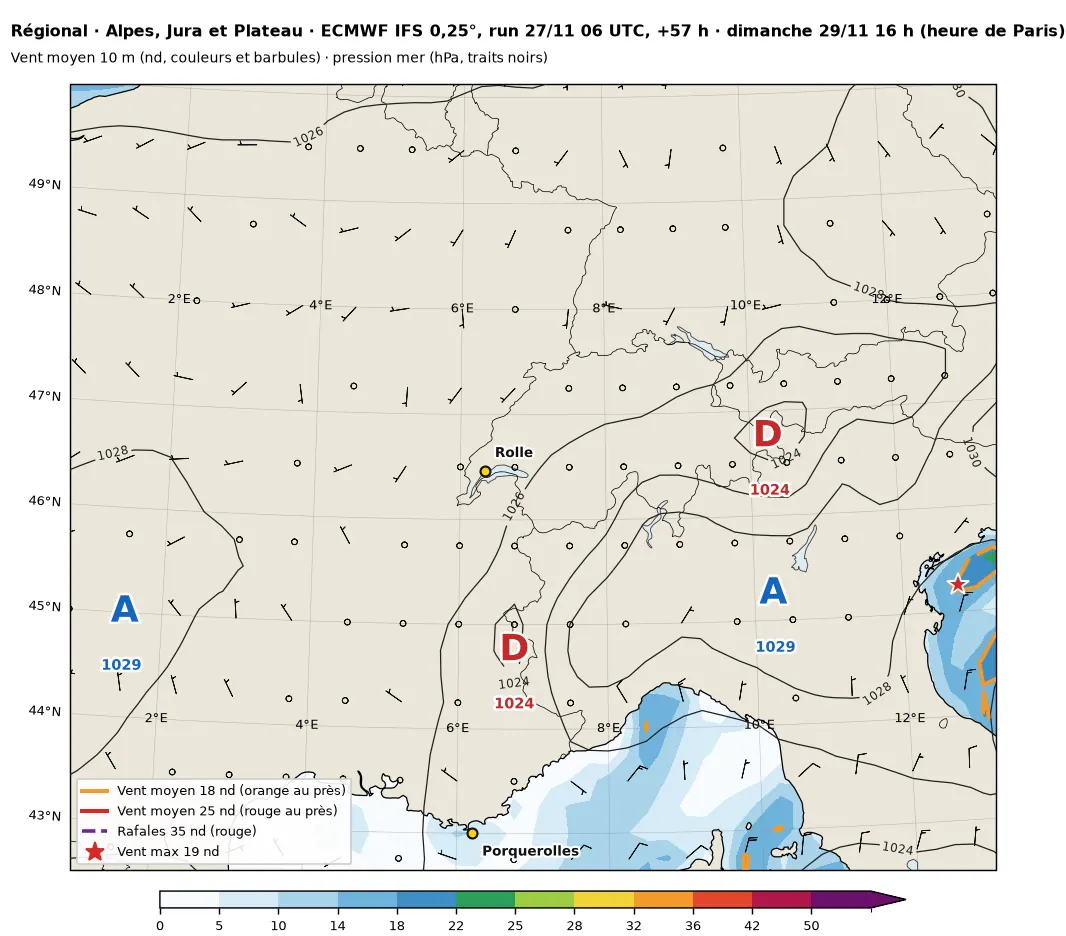 Régional · Alpes, Jura et Plateau · ECMWF IFS 0,25°, run 27/11 06 UTC, +57 h · dimanche 29/11 16 h (heure de Paris)
Vent moyen 10 m (nd, couleurs et barbules) · pression mer (hPa, traits noirs)
30
1026
49°N
48°N
2°E
4°E
6°E
8°E
10°E
1028
12°E
47°N
D
1024
1024
1028
Rolle
1030
46°N
1026
45°N
A
1029
A
1029
D
1024
1024
1028
44°N
2°E
4°E
6°E
8°E
10°E
12°E
43°N
Vent moyen 18 nd (orange au près)
Vent moyen 25 nd (rouge au près)
Rafales 35 nd (rouge)
Vent max 19 nd
Porquerolles
1024
0 5 10 14 18 22 25 28 32 36 42 50